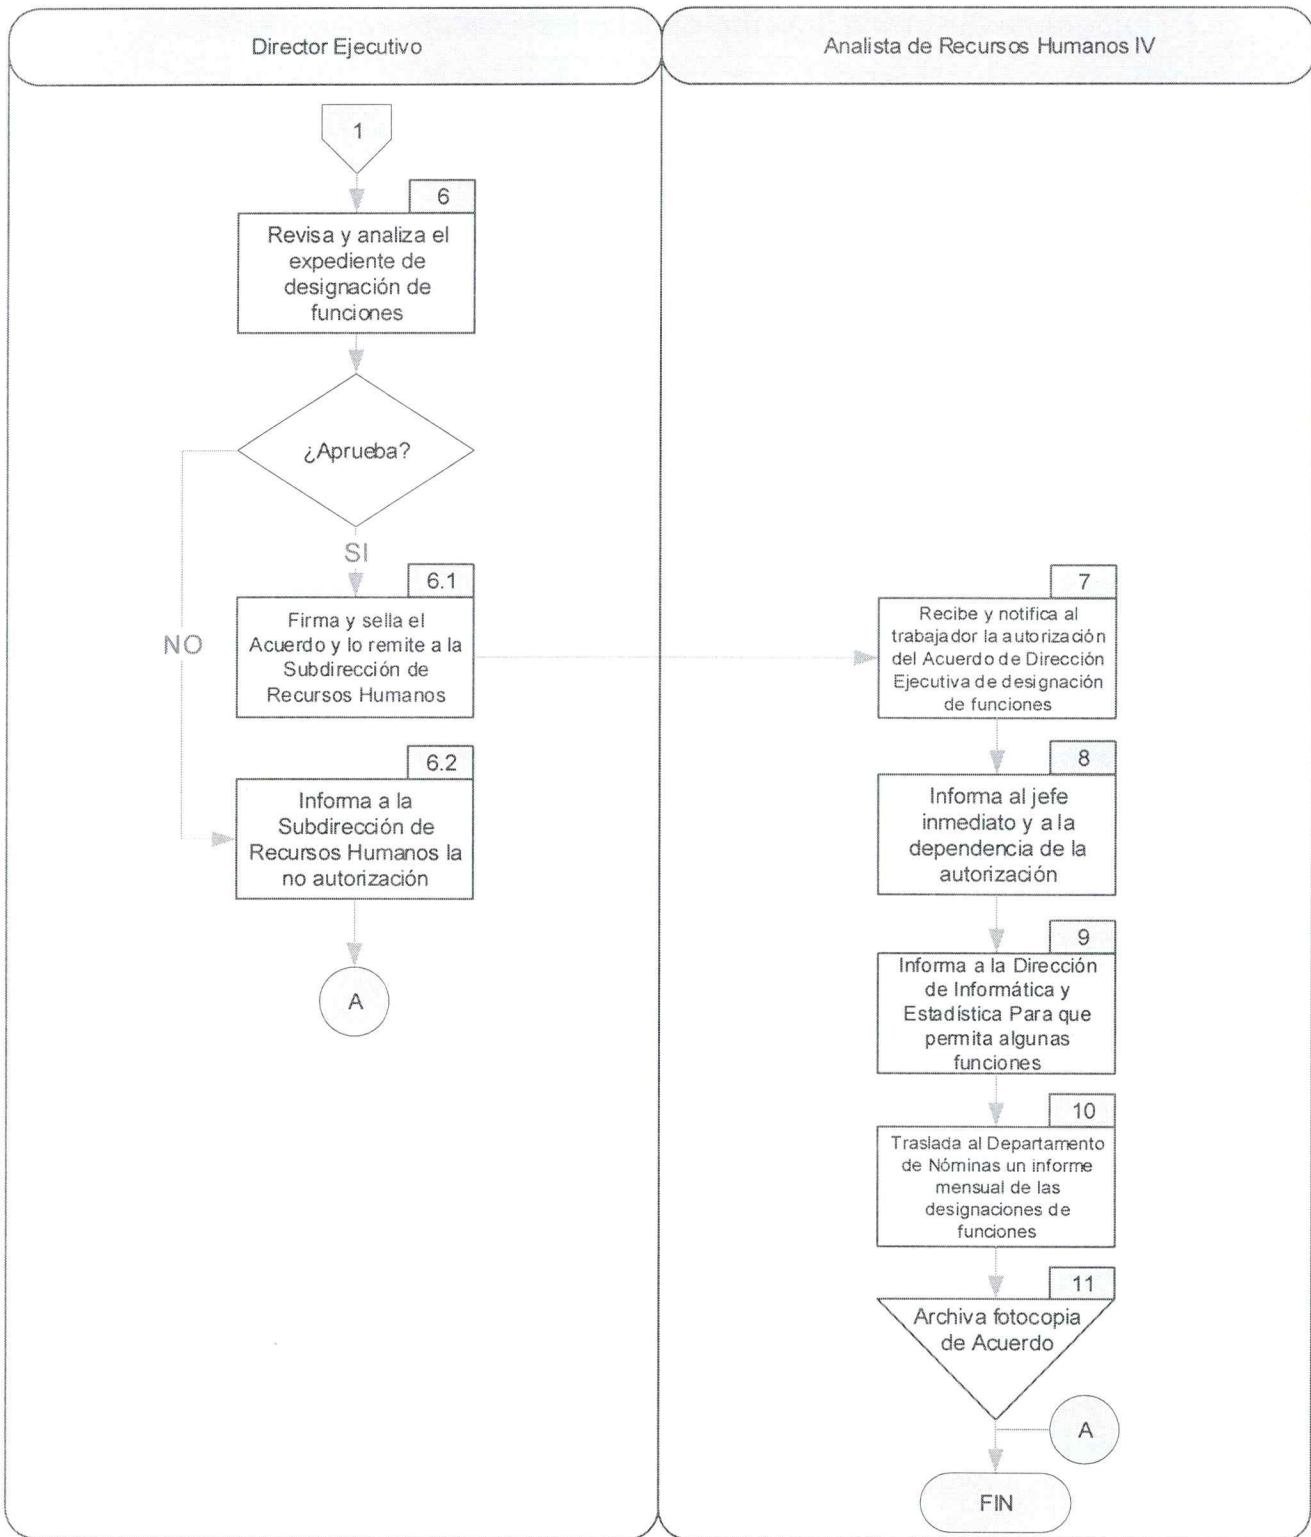 Director Ejecutivo
Analista de Recursos Humanos IV
1
6
Revisa y analiza el
expediente de
designación de
funciones
¿Aprueba?
SI
NO
6.1
Firma y sella el
Acuerdo y lo remite a la
Subdirección de
Recursos Humanos
6.2
Informa a la
Subdirección de
Recursos Humanos la
no autorización
A
7
Recibe y notifica al
trabajador la autorización
del Acuerdo de Dirección
Ejecutiva de designación
de funciones
8
Informa al jefe
inmediato y a la
dependencia de la
autorización
9
Informa a la Dirección
de Informática y
Estadística Para que
permita algunas
funciones
10
Traslada al Departamento
de Nóminas un informe
mensual de las
designaciones de
funciones
11
Archiva fotocopia
de Acuerdo
A
FIN